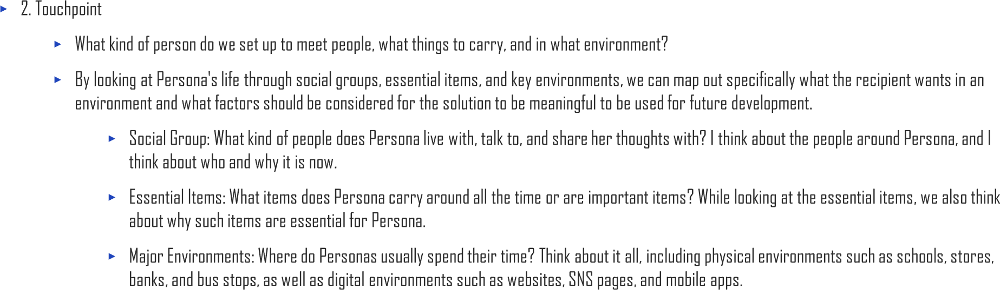 2. Touchpoint
What kind of person do we set up to meet people, what things to carry, and in what environment?
By looking at Persona's life through social groups, essential items, and key environments, we can map out specifically what the recipient wants in an
environment and what factors should be considered for the solution to be meaningful to be used for future development.
Social Group: What kind of people does Persona live with, talk to, and share her thoughts with? I think about the people around Persona, and I
think about who and why it is now.
Essential Items: What items does Persona carry around all the time or are important items? While looking at the essential items, we also think
about why such items are essential for Persona.
Major Environments: Where do Personas usually spend their time? Think about it all, including physical environments such as schools, stores,
banks, and bus stops, as well as digital environments such as websites, SNS pages, and mobile apps.